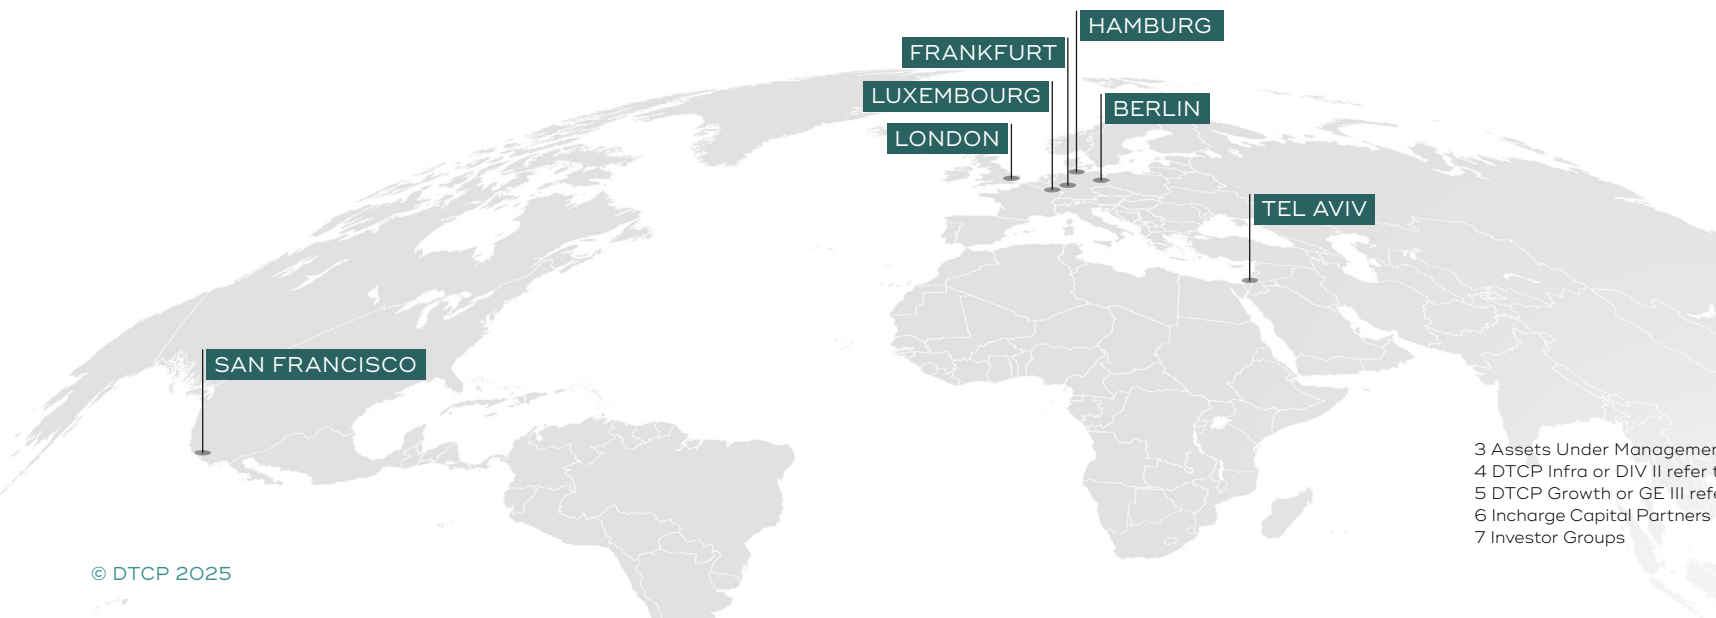 HAMBURG
FRANKFURT
LUXEMBOURG
BERLIN
LONDON
TEL AVIV
SAN FRANCISCO
3 Assets Under
4 DTCP Infra or DIV II refer
5 DTCP Growth or GE III
6 Incharge Capital Partners
7 Investor Groups
© DTCP 2025